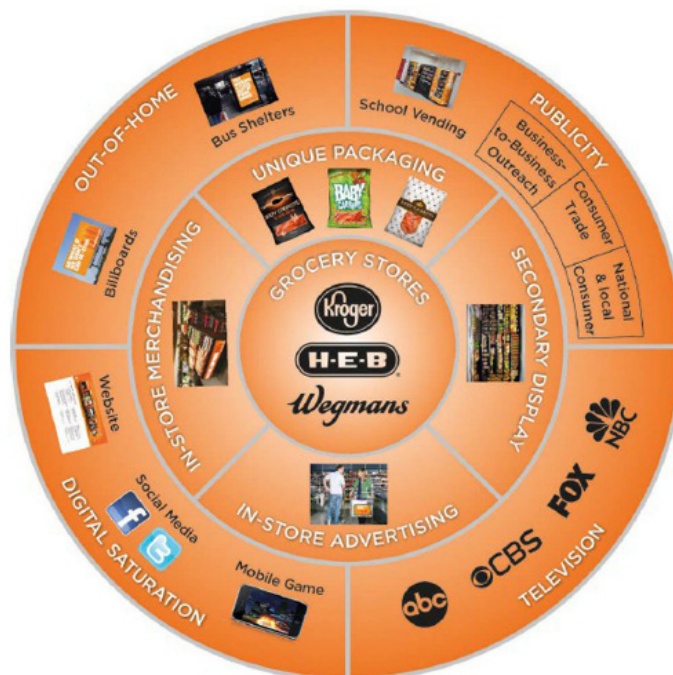 OUT-OF-HOME
Bus Shelters
Billboards
PUBLICITY
School Vending
Business-
to-Business
Outreach
Consumer
Trade
National
& local
Consumer
UNIQUE PACKAGING
BABY
IN-STORE MERCHANDISING
SECONDARY DISPLAY
GROCERY STORES
Kroger
H-E-B
Wegmans
IN-STORE ADVERTISING
DIGITAL SATURATION
Website
Social Media
f
t
Mobile Game
TELEVISION
NBC
FOX
CBS
abc